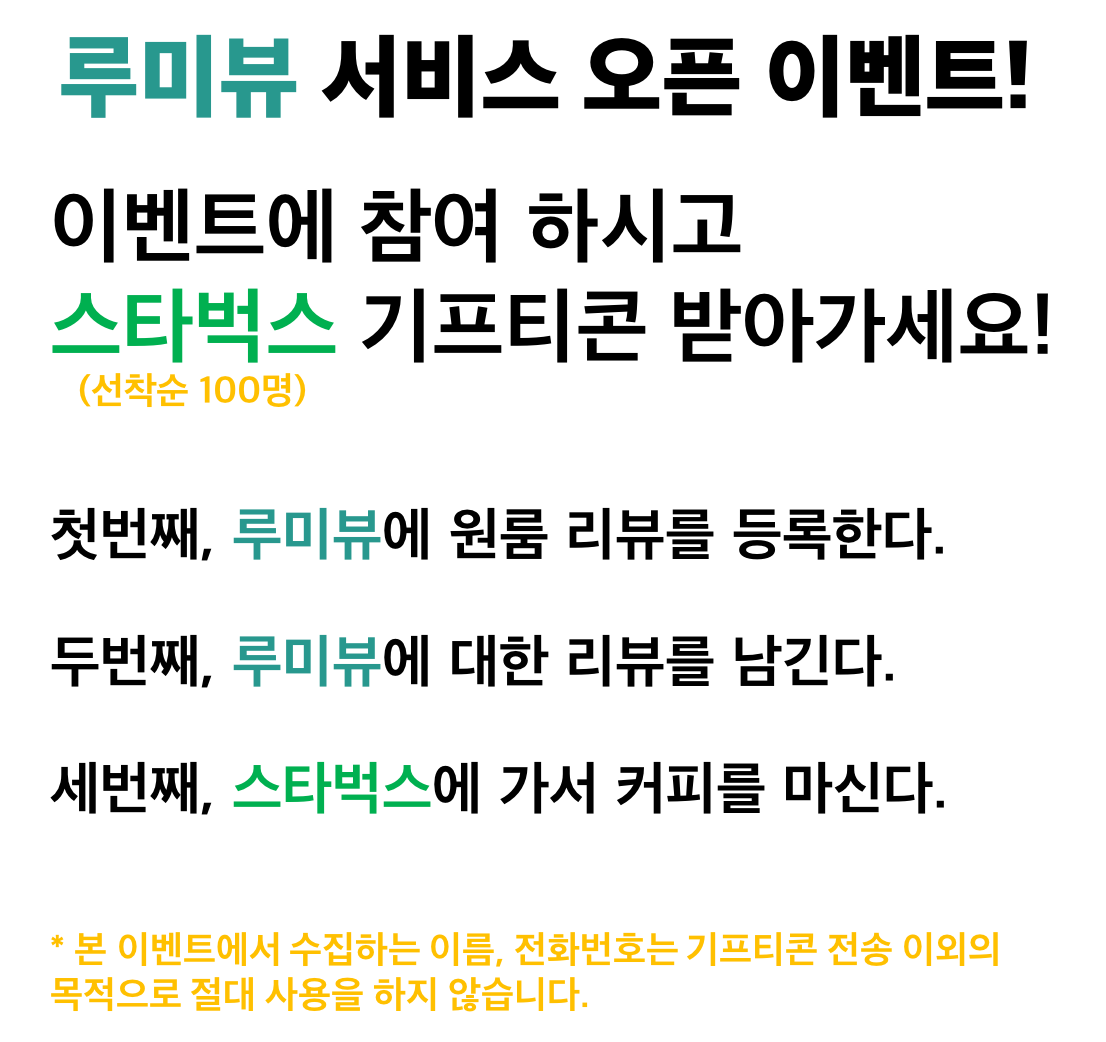 루미뷰 서비스 오픈 이벤트!
이벤트에 참여 하시고
스타벅스 기프티콘 받아가세요!
(선착순 100명)
첫번째, 루미뷰에 원룸 리뷰를 등록한다.
두번째, 루미뷰에 대한 리뷰를 남긴다.
세번째, 스타벅스에 가서 커피를 마신다.
* 본 이벤트에서 수집하는 이름, 전화번호는 기프티콘 전송 이외의
목적으로 절대 사용을 하지 않습니다.